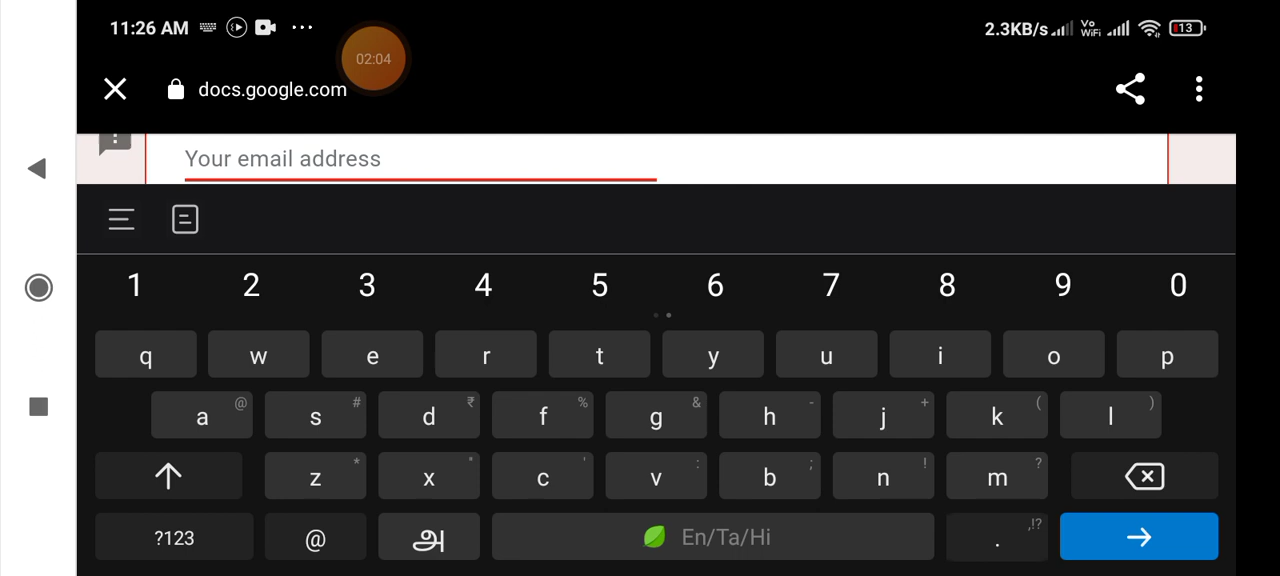 11:26 AM
2.3KB/s Vo WiFi 13
02:04
docs.google.com
Your email address
1 2 3 4 5 6 7 8 9 0
q w e r t y u i o p
@ # ₹ % & - + ( )
a s d f g h j k l
* " ' : ; ! ?
z x c v b n m
?123 @ அ En/Ta/Hi . ,!?